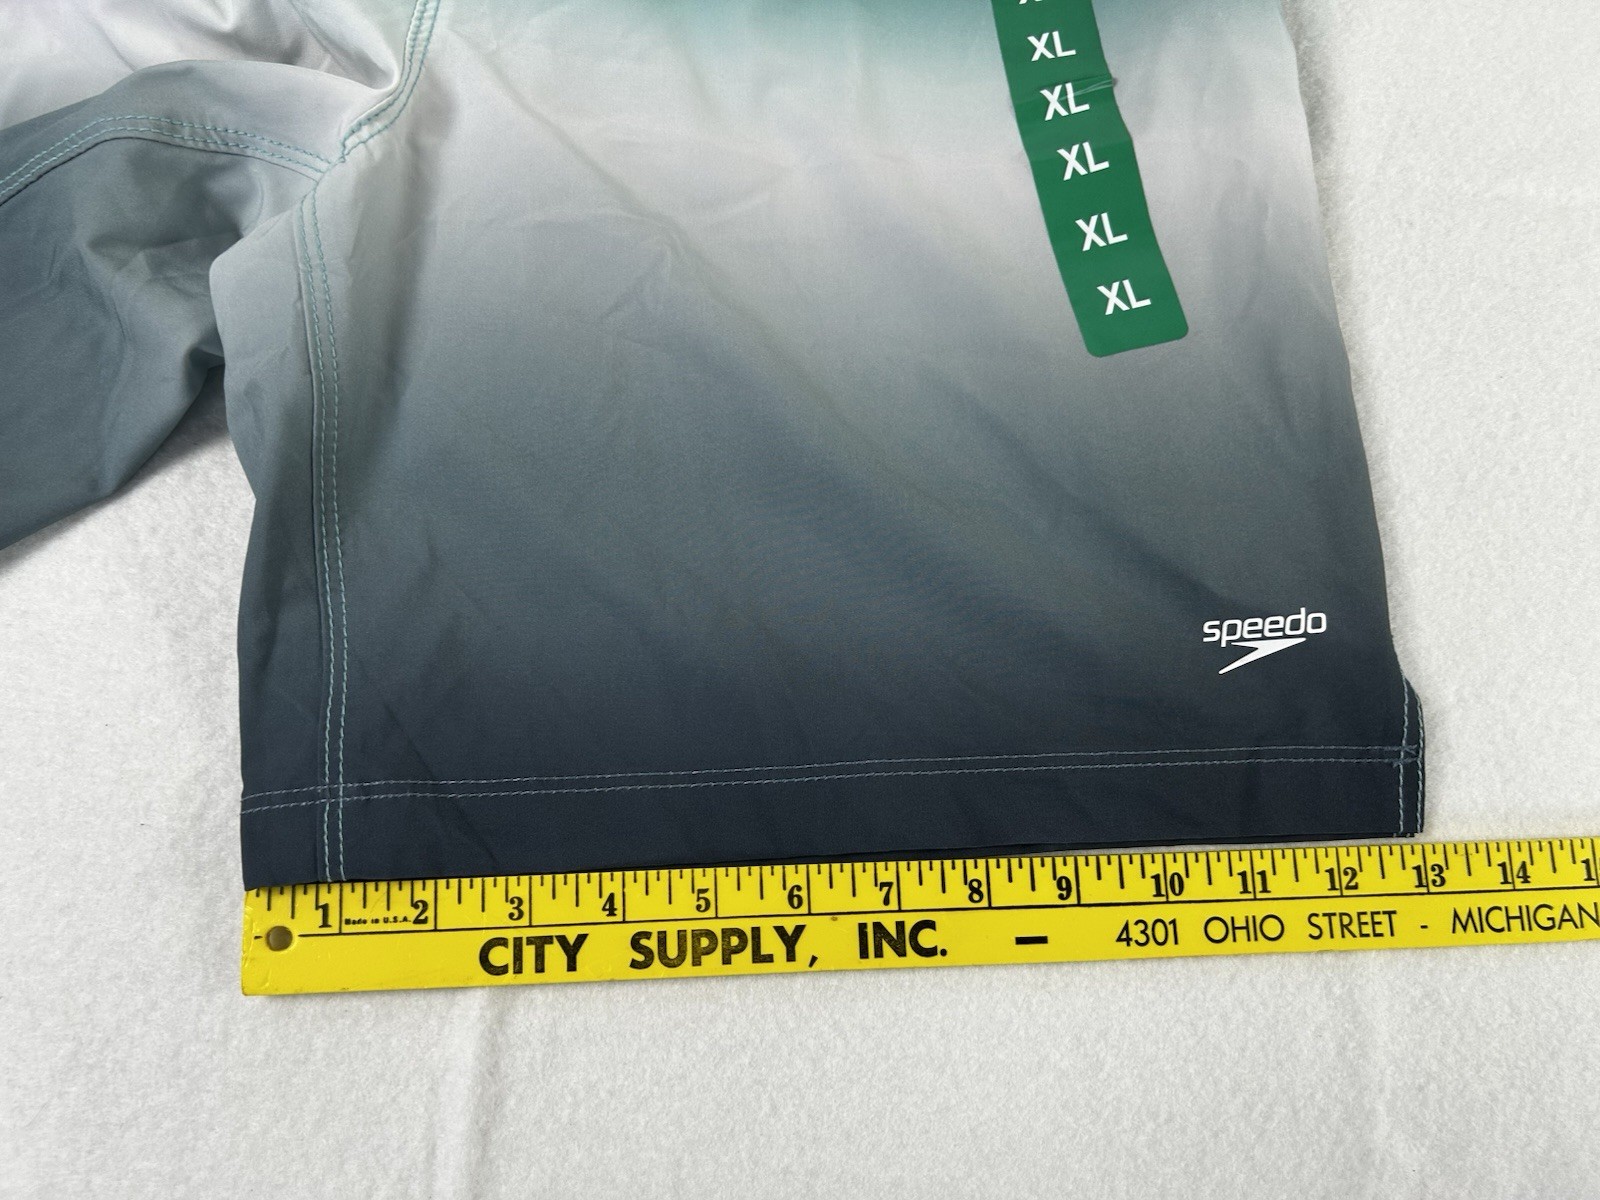 XL
XL
XL
XL
XL
speedo
1 Made in U.S.A. 2 3 4 5 6 7 8 9 10 11 12 13 14
CITY SUPPLY, INC. – 4301 OHIO STREET - MICHIGAN